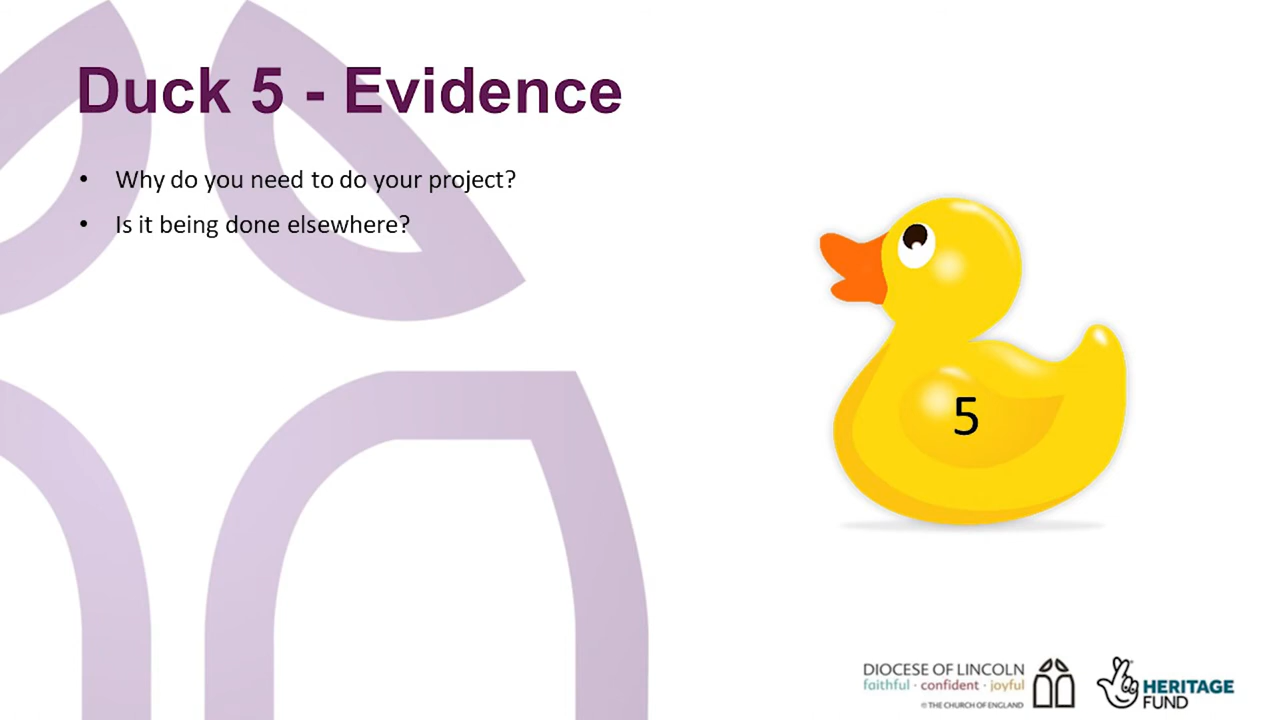 Duck 5 - Evidence
• Why do you need to do your project?
• Is it being done elsewhere?
5
DIOCESE OF LINCOLN
faithful · confident · joyful
© THE CHURCH OF ENGLAND
HERITAGE
FUND